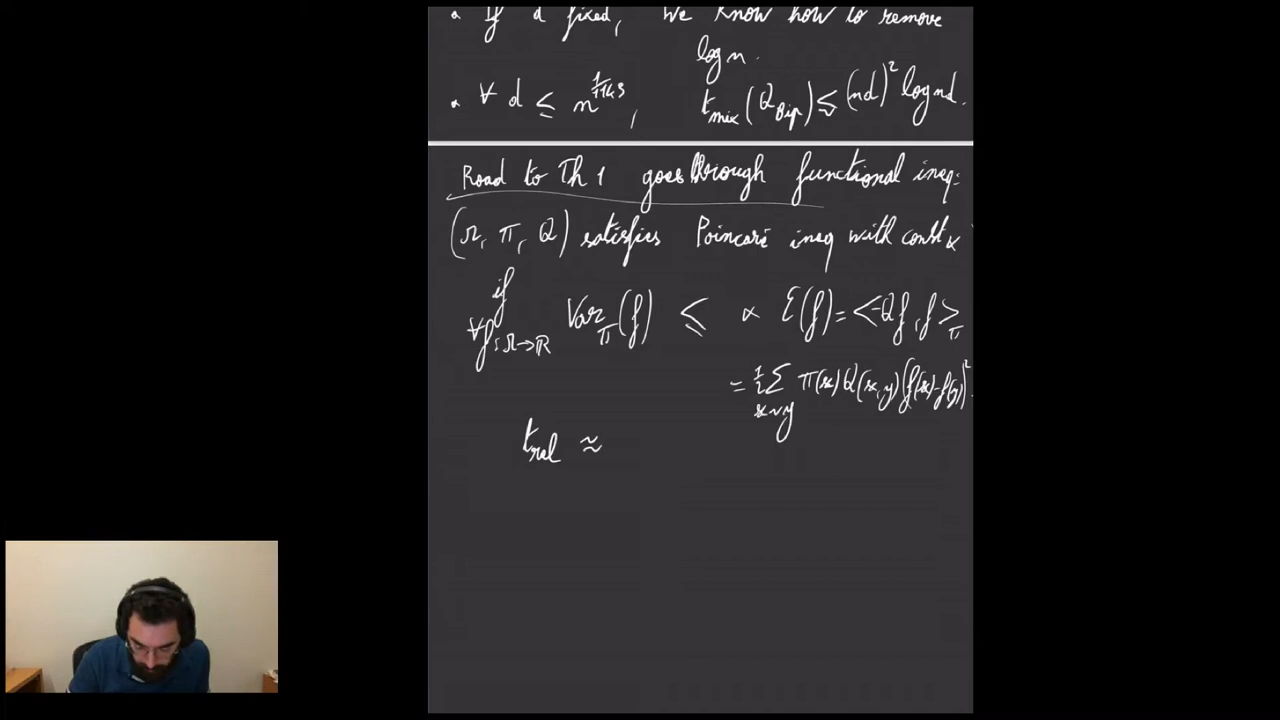 • If d fixed, we know how to remove
log n.
• ∀ d ≤ n^, t_mix(Q_Bip) ≲ (nd)² log nd.
Road to Th 1 goes through functional ineq:
(Ω, π, Q) satisfies Poincaré ineq with const α
if
∀f: Ω→ℝ Var_π(f) ≤ α ℰ(f) = <-Qf, f>_π
= 1/2 Σ_{x~y} π(x) Q(x,y) (f(x)-f(y))².
t_rel ≈